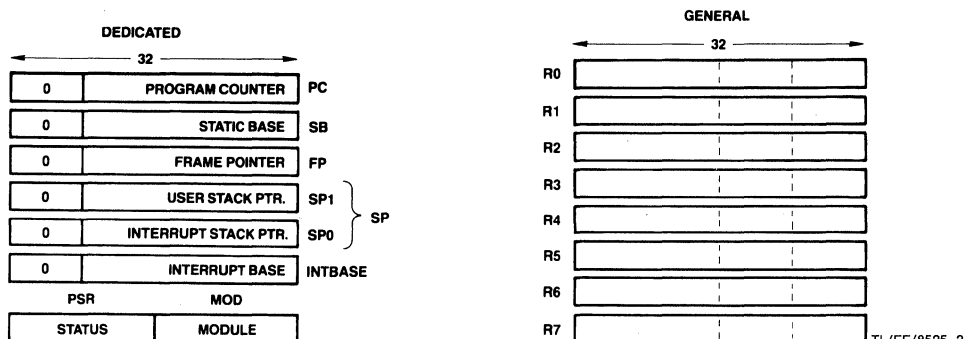 DEDICATED
32
0 PROGRAM COUNTER PC
0 STATIC BASE SB
0 FRAME POINTER FP
0 USER STACK PTR. SP1
SP
0 INTERRUPT STACK PTR. SP0
0 INTERRUPT BASE INTBASE
PSR MOD
STATUS MODULE
GENERAL
32
R0
R1
R2
R3
R4
R5
R6
R7